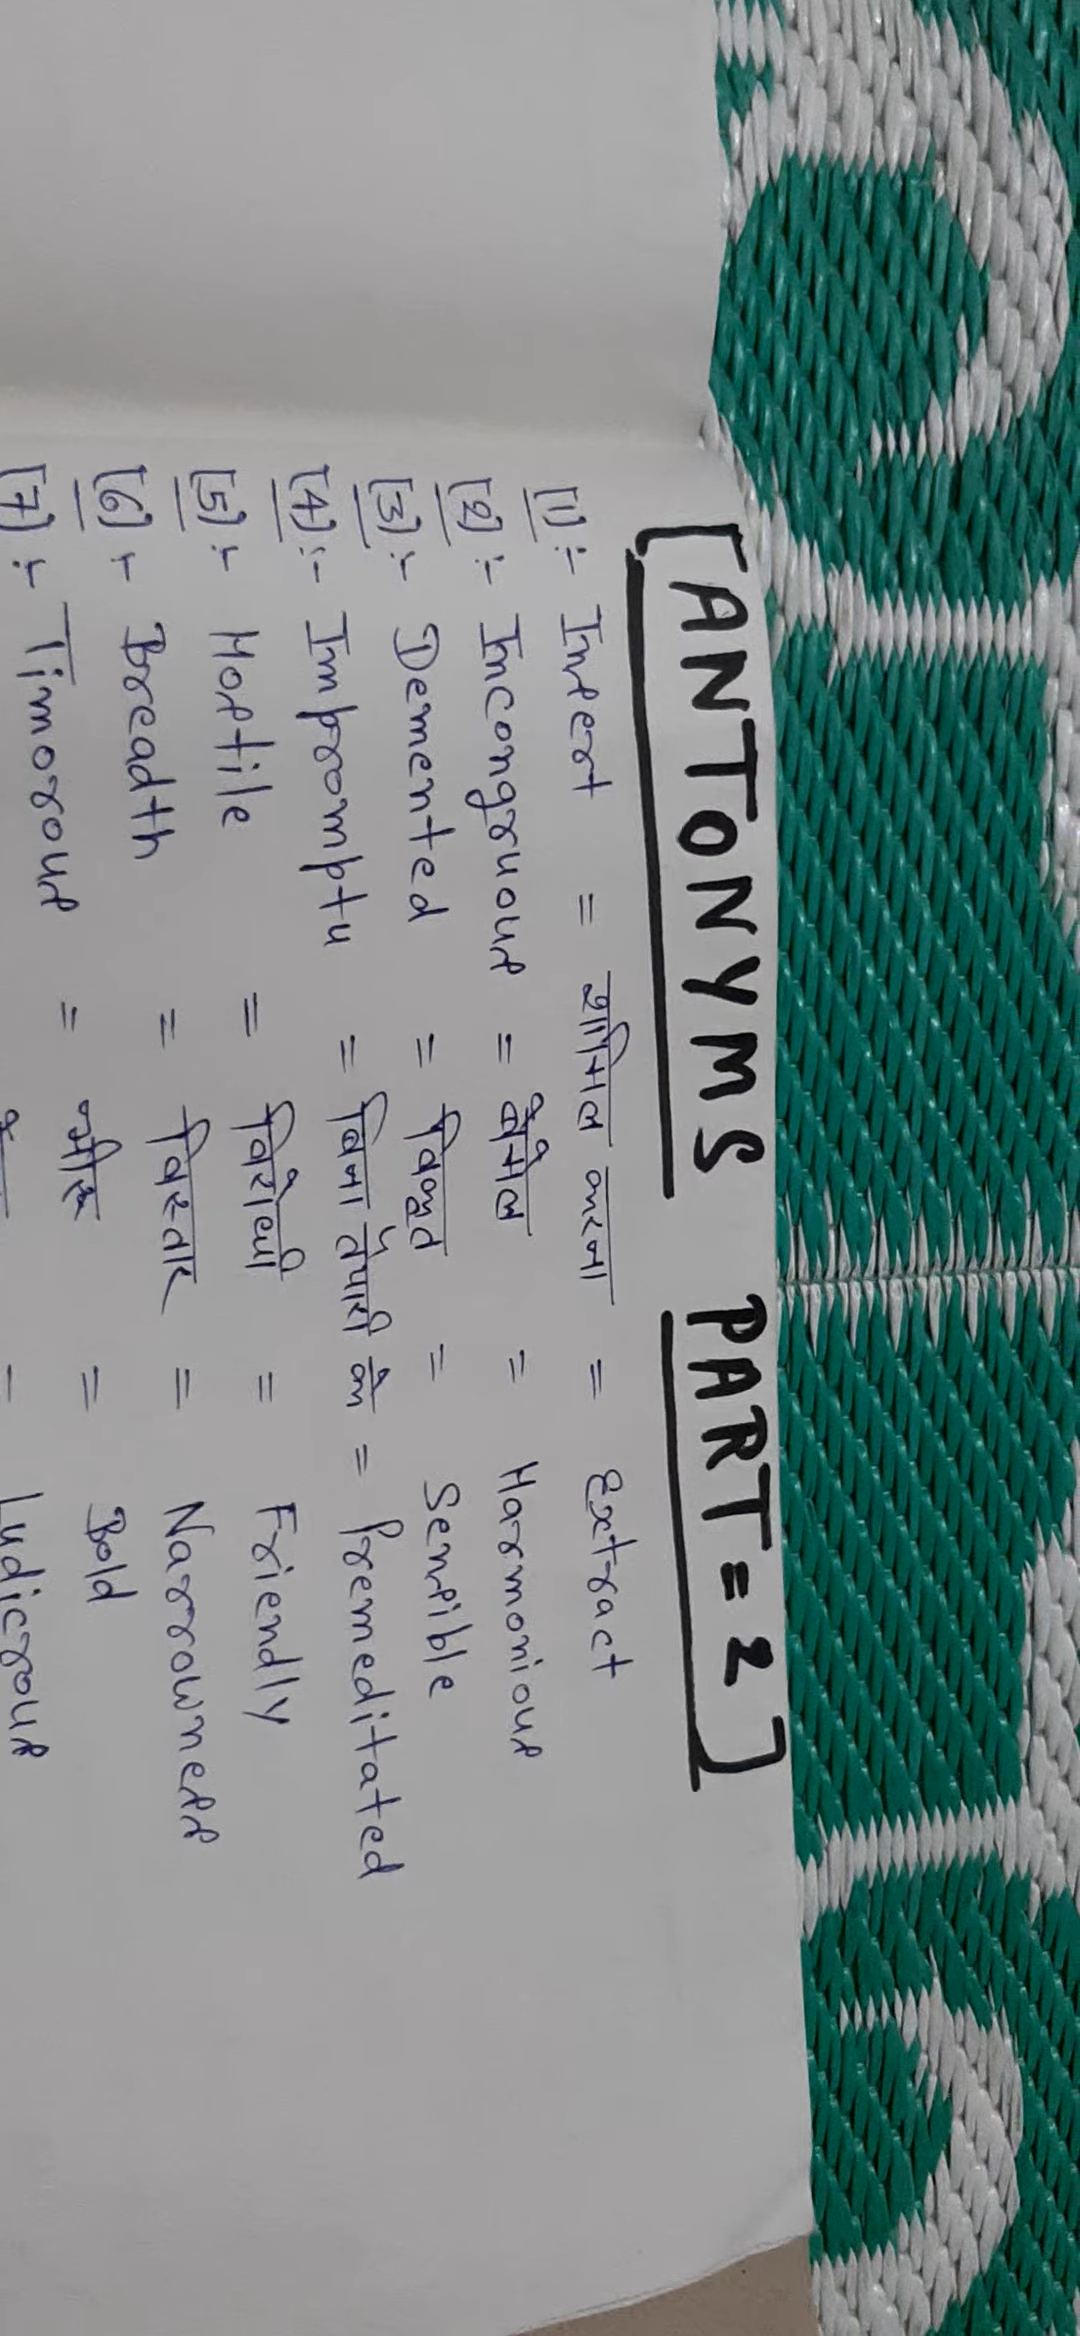 [ANTONYMS PART = 2]
[1] :- Insert = शामिल करना = Extract
[2] :- Incongruous = बेमेल = Harmonious
[3] :- Demented = = Sensible
[4] :- Impromptu = बिना तैयारी के = Premeditated
[5] :- Hostile = विरोधी = Friendly
[6] :- Breadth = विस्तार = Narrowness
[7] :- Timorous = भीरू = Bold
= Ludicrous